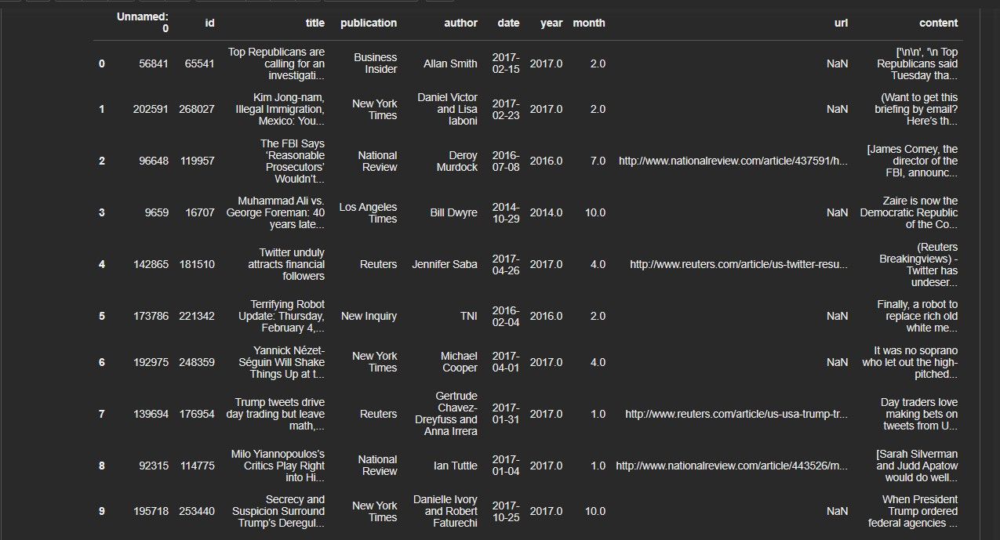 Unnamed: 0 id title publication author date year month url content
0 56841 65541 Top Republicans are calling for an investigati... Business Insider Allan Smith 2017-02-15 2017.0 2.0 NaN ['\n\n', '\n Top Republicans said Tuesday tha...
1 202591 268027 Kim Jong-nam, Illegal Immigration, Mexico: You... New York Times Daniel Victor and Lisa Iaboni 2017-02-23 2017.0 2.0 NaN (Want to get this briefing by email? Here’s th...
2 96648 119957 The FBI Says ‘Reasonable Prosecutors’ Wouldn’t... National Review Deroy Murdock 2016-07-08 2016.0 7.0 http://www.nationalreview.com/article/437591/h... [James Comey, the director of the FBI, announc...
3 9659 16707 Muhammad Ali vs. George Foreman: 40 years late... Los Angeles Times Bill Dwyre 2014-10-29 2014.0 10.0 NaN Zaire is now the Democratic Republic of the Co...
4 142865 181510 Twitter unduly attracts financial followers Reuters Jennifer Saba 2017-04-26 2017.0 4.0 http://www.reuters.com/article/us-twitter-resu... (Reuters Breakingviews) - Twitter has undeser...
5 173786 221342 Terrifying Robot Update: Thursday, February 4,... New Inquiry TNI 2016-02-04 2016.0 2.0 NaN Finally, a robot to replace rich old white me...
6 192975 248359 Yannick Nézet-Séguin Will Shake Things Up at t... New York Times Michael Cooper 2017-04-01 2017.0 4.0 NaN It was no soprano who let out the high-pitched...
7 139694 176954 Trump tweets drive day trading but leave math,... Reuters Gertrude Chavez-Dreyfuss and Anna Irrera 2017-01-31 2017.0 1.0 http://www.reuters.com/article/us-usa-trump-tr... Day traders love making bets on tweets from U...
8 92315 114775 Milo Yiannopoulos’s Critics Play Right into Hi... National Review Ian Tuttle 2017-01-04 2017.0 1.0 http://www.nationalreview.com/article/443526/m... [Sarah Silverman and Judd Apatow would do well...
9 195718 253440 Secrecy and Suspicion Surround Trump’s Deregul... New York Times Danielle Ivory and Robert Faturechi 2017-10-25 2017.0 10.0 NaN When President Trump ordered federal agencies ...